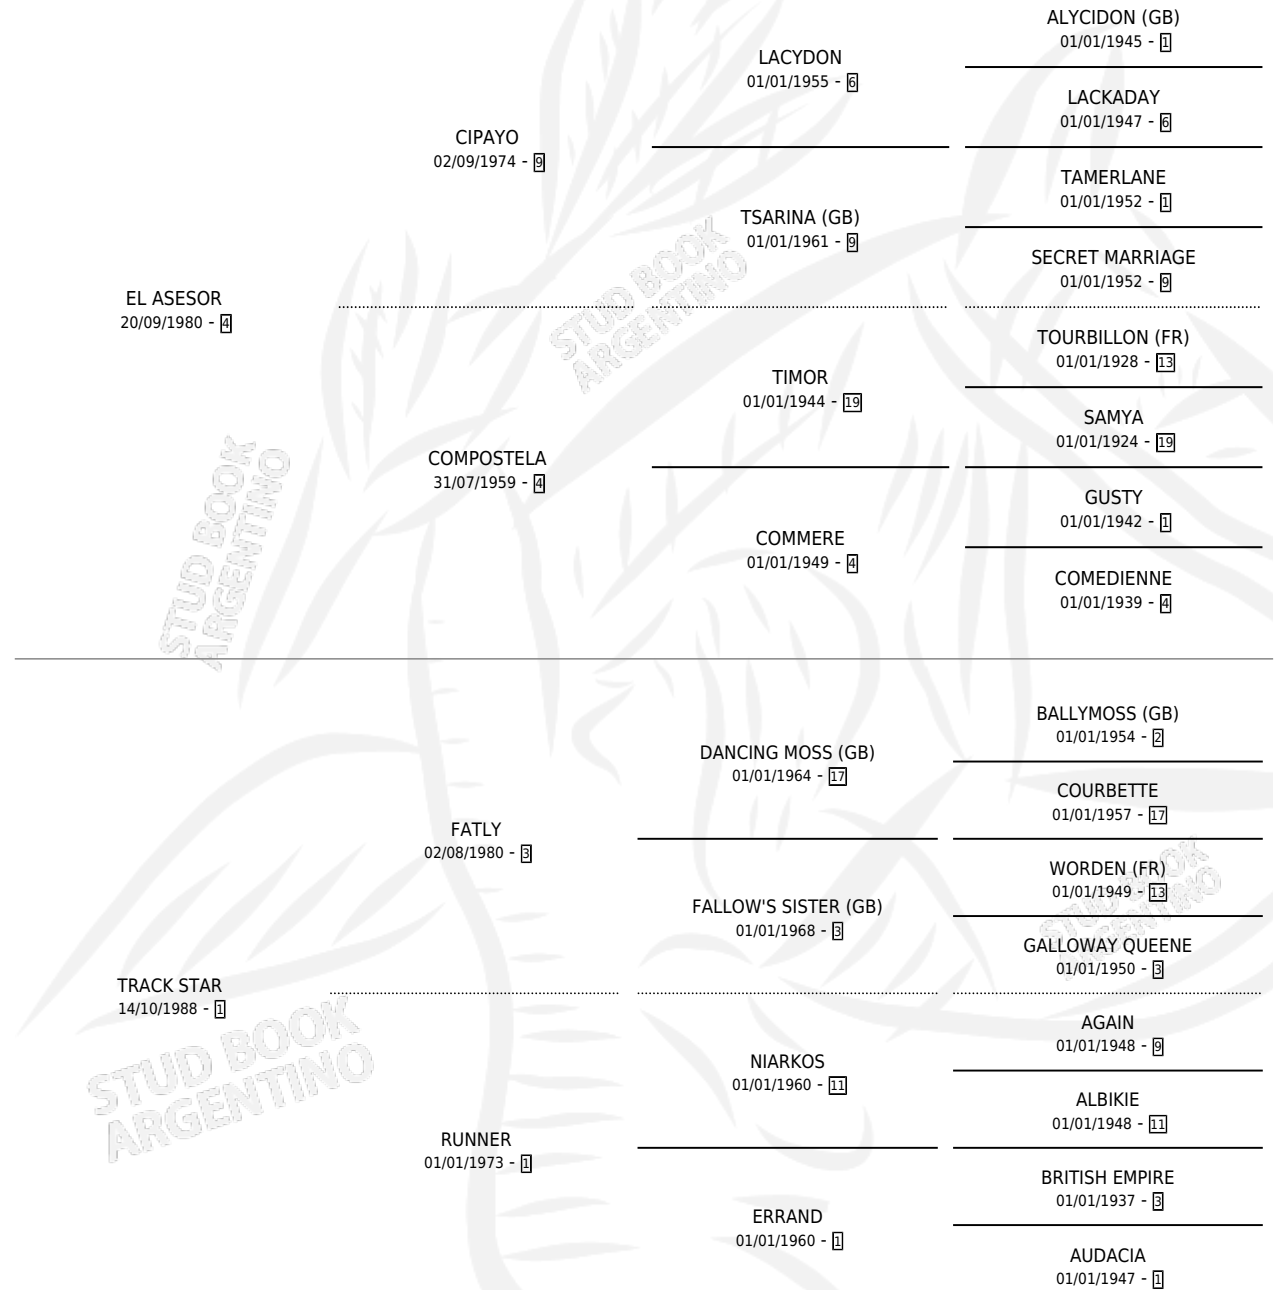 ALYCIDON (GB)
01/01/1945 - 1
LACYDON
01/01/1955 - 6
LACKADAY
01/01/1947 - 6
CIPAYO
02/09/1974 - 9
TAMERLANE
01/01/1952 - 1
TSARINA (GB)
01/01/1961 - 9
SECRET MARRIAGE
01/01/1952 - 9
EL ASESOR
20/09/1980 - 4
STUD BOOK
ARGENTINO
TOURBILLON (FR)
01/01/1928 - 13
TIMOR
01/01/1944 - 19
SAMYA
01/01/1924 - 19
COMPOSTELA
31/07/1959 - 4
GUSTY
01/01/1942 - 1
COMMERE
01/01/1949 - 4
COMEDIENNE
01/01/1939 - 4
STUD BOOK
ARGENTINO
BALLYMOSS (GB)
01/01/1954 - 2
DANCING MOSS (GB)
01/01/1964 - 17
COURBETTE
01/01/1957 - 17
FATLY
02/08/1980 - 3
WORDEN (FR)
01/01/1949 - 13
FALLOW'S SISTER (GB)
01/01/1968 - 3
GALLOWAY QUEENE
01/01/1950 - 3
STUD BOOK
ARGENTINO
TRACK STAR
14/10/1988 - 1
AGAIN
01/01/1948 - 9
NIARKOS
01/01/1960 - 11
ALBIKIE
01/01/1948 - 11
STUD BOOK
ARGENTINO
RUNNER
01/01/1973 - 1
BRITISH EMPIRE
01/01/1937 - 3
ERRAND
01/01/1960 - 1
AUDACIA
01/01/1947 - 1